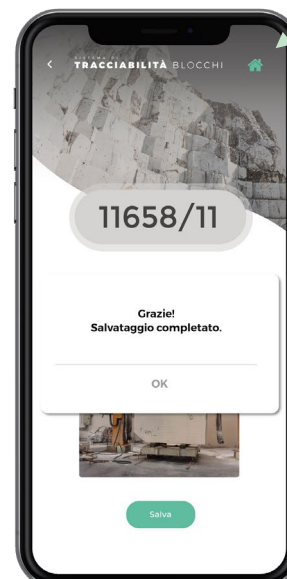 SISTEMA DI
TRACCIABILITÀ BLOCCHI
11658/11
Grazie!
Salvataggio completato.
OK
Salva